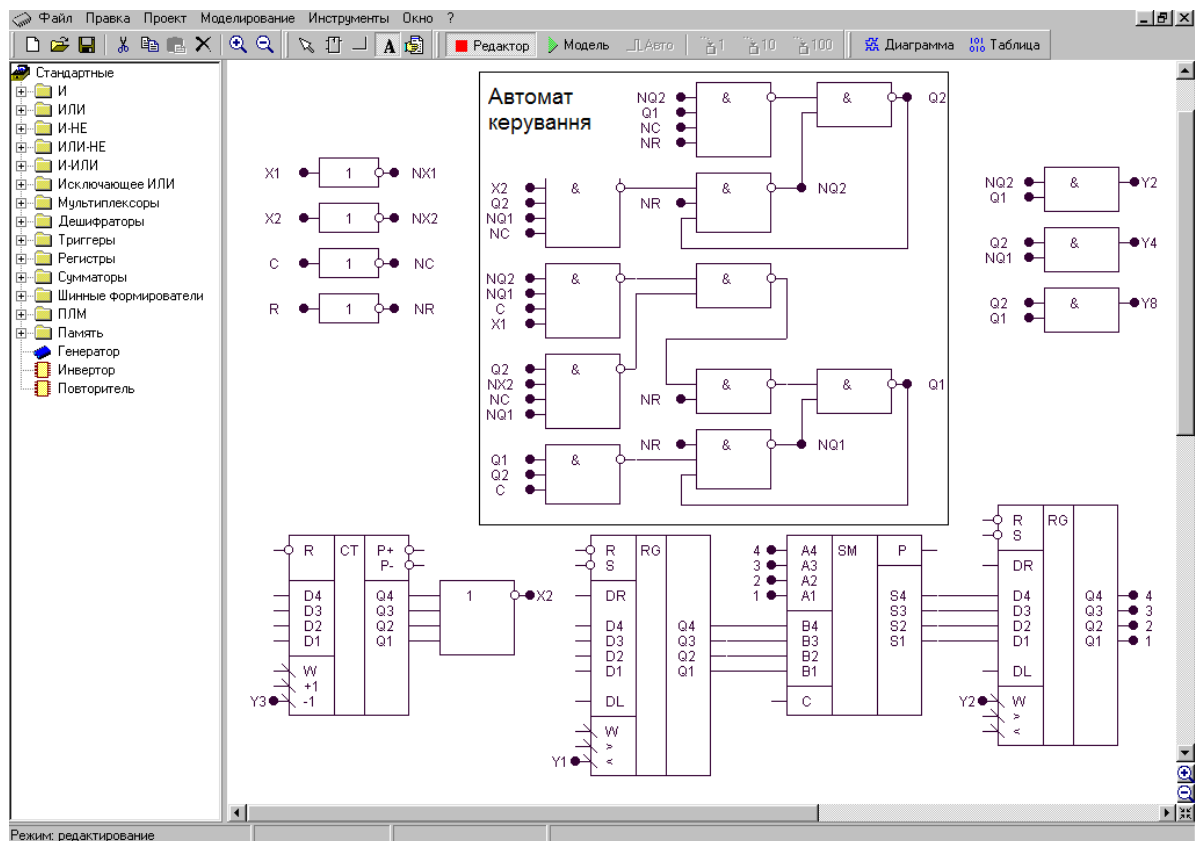 Файл Правка Проект Моделирование Инструменты Окно ?
A Редактор Модель Авто 1 10 100 Диаграмма Таблица
Стандартные
И
ИЛИ
И-НЕ
ИЛИ-НЕ
И-ИЛИ
Исключающее ИЛИ
Мультиплексоры
Дешифраторы
Триггеры
Регистры
Сумматоры
Шинные формирователи
ПЛМ
Память
Генератор
Инвертор
Повторитель
X1 1 NX1
X2 1 NX2
C 1 NC
R 1 NR
Автомат
керування
NQ2 & & Q2
Q1
NC
NR
X2 & & NQ2
Q2 NR
NQ1
NC
NQ2 & &
NQ1
C
X1
Q2 & & & Q1
NX2
NC NR
NQ1
NR & NQ1
Q1 &
Q2
C
NQ2 & Y2
Q1
Q2 & Y4
NQ1
Q2 & Y8
Q1
R CT P+
P-
D4 Q4 1 X2
D3 Q3
D2 Q2
D1 Q1
W
+1
Y3 -1
R RG
S
DR
D4 Q4
D3 Q3
D2 Q2
D1 Q1
DL
W
>
Y1 <
4 A4 SM P
3 A3
2 A2
1 A1 S4
S3
B4 S2
B3 S1
B2
B1
C
R RG
S
DR
D4 Q4 4
D3 Q3 3
D2 Q2 2
D1 Q1 1
DL
Y2 W
>
<
Режим: редактирование